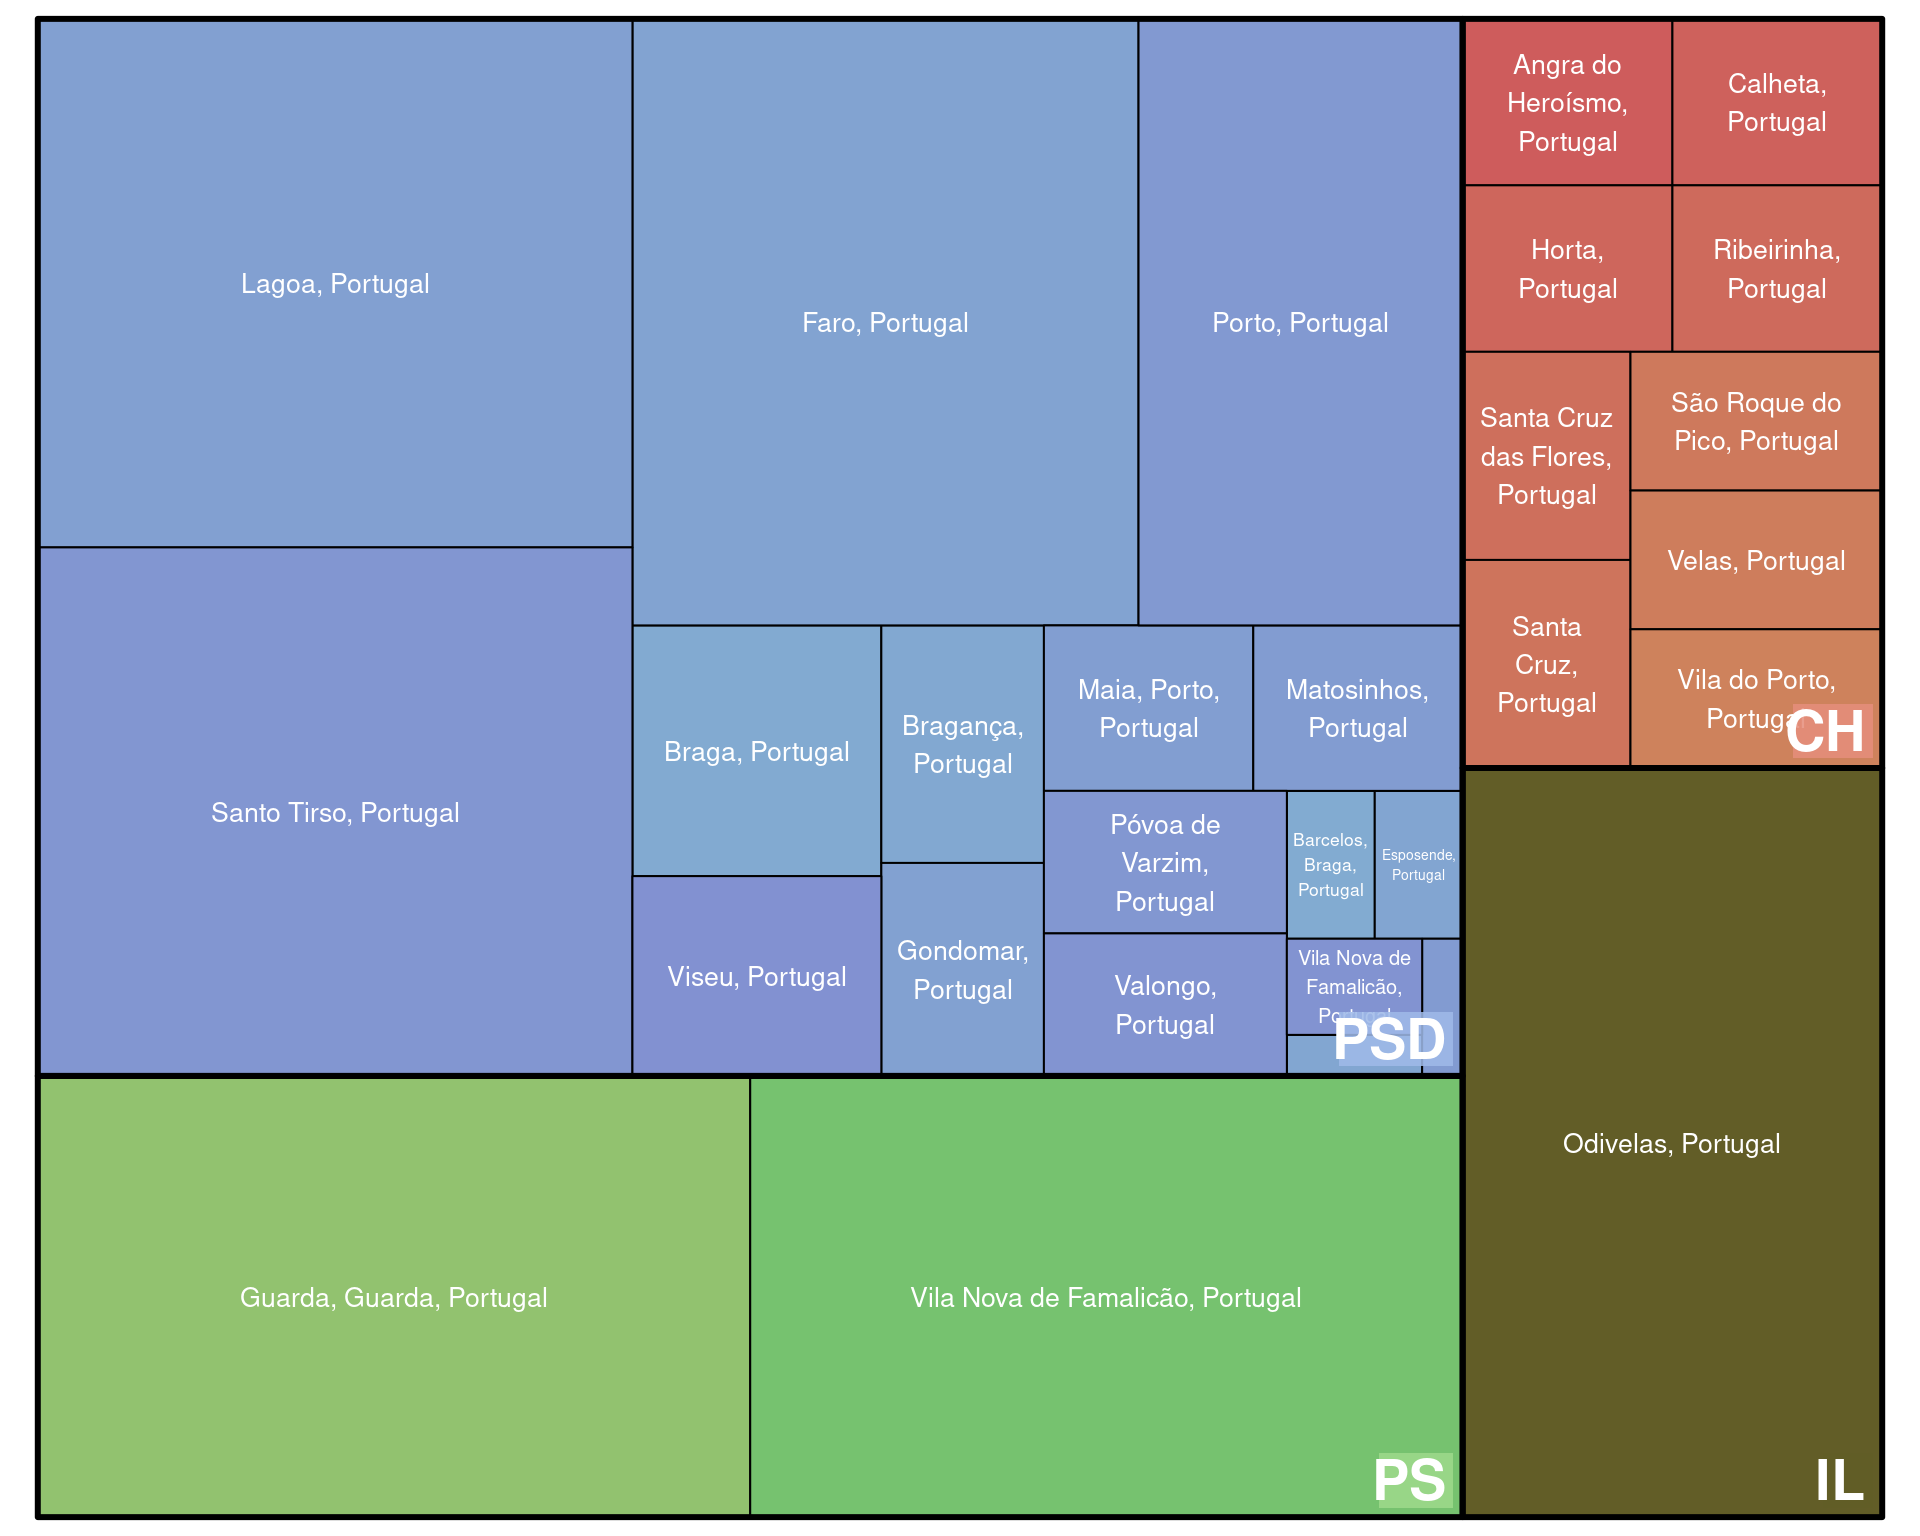 Lagoa, Portugal
Faro, Portugal
Porto, Portugal
Santo Tirso, Portugal
Braga, Portugal
Viseu, Portugal
Bragança,
Portugal
Gondomar,
Portugal
Maia, Porto,
Portugal
Matosinhos,
Portugal
Póvoa de
Varzim,
Portugal
Valongo,
Portugal
Barcelos,
Braga,
Portugal
Esposende,
Portugal
Vila Nova de
Famalicão,
Portugal
PSD
Angra do
Heroísmo,
Portugal
Calheta,
Portugal
Horta,
Portugal
Ribeirinha,
Portugal
Santa Cruz
das Flores,
Portugal
Santa
Cruz,
Portugal
São Roque do
Pico, Portugal
Velas, Portugal
Vila do Porto,
Portugal
CH
Guarda, Guarda, Portugal
Vila Nova de Famalicão, Portugal
PS
Odivelas, Portugal
IL